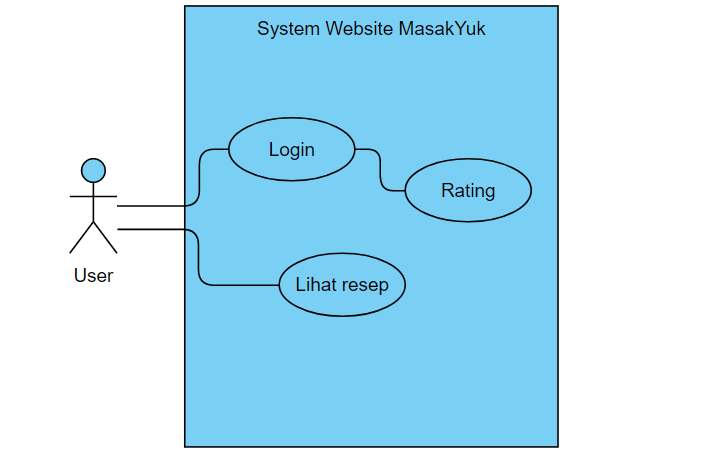 System Website MasakYuk
Login
Rating
User
Lihat resep